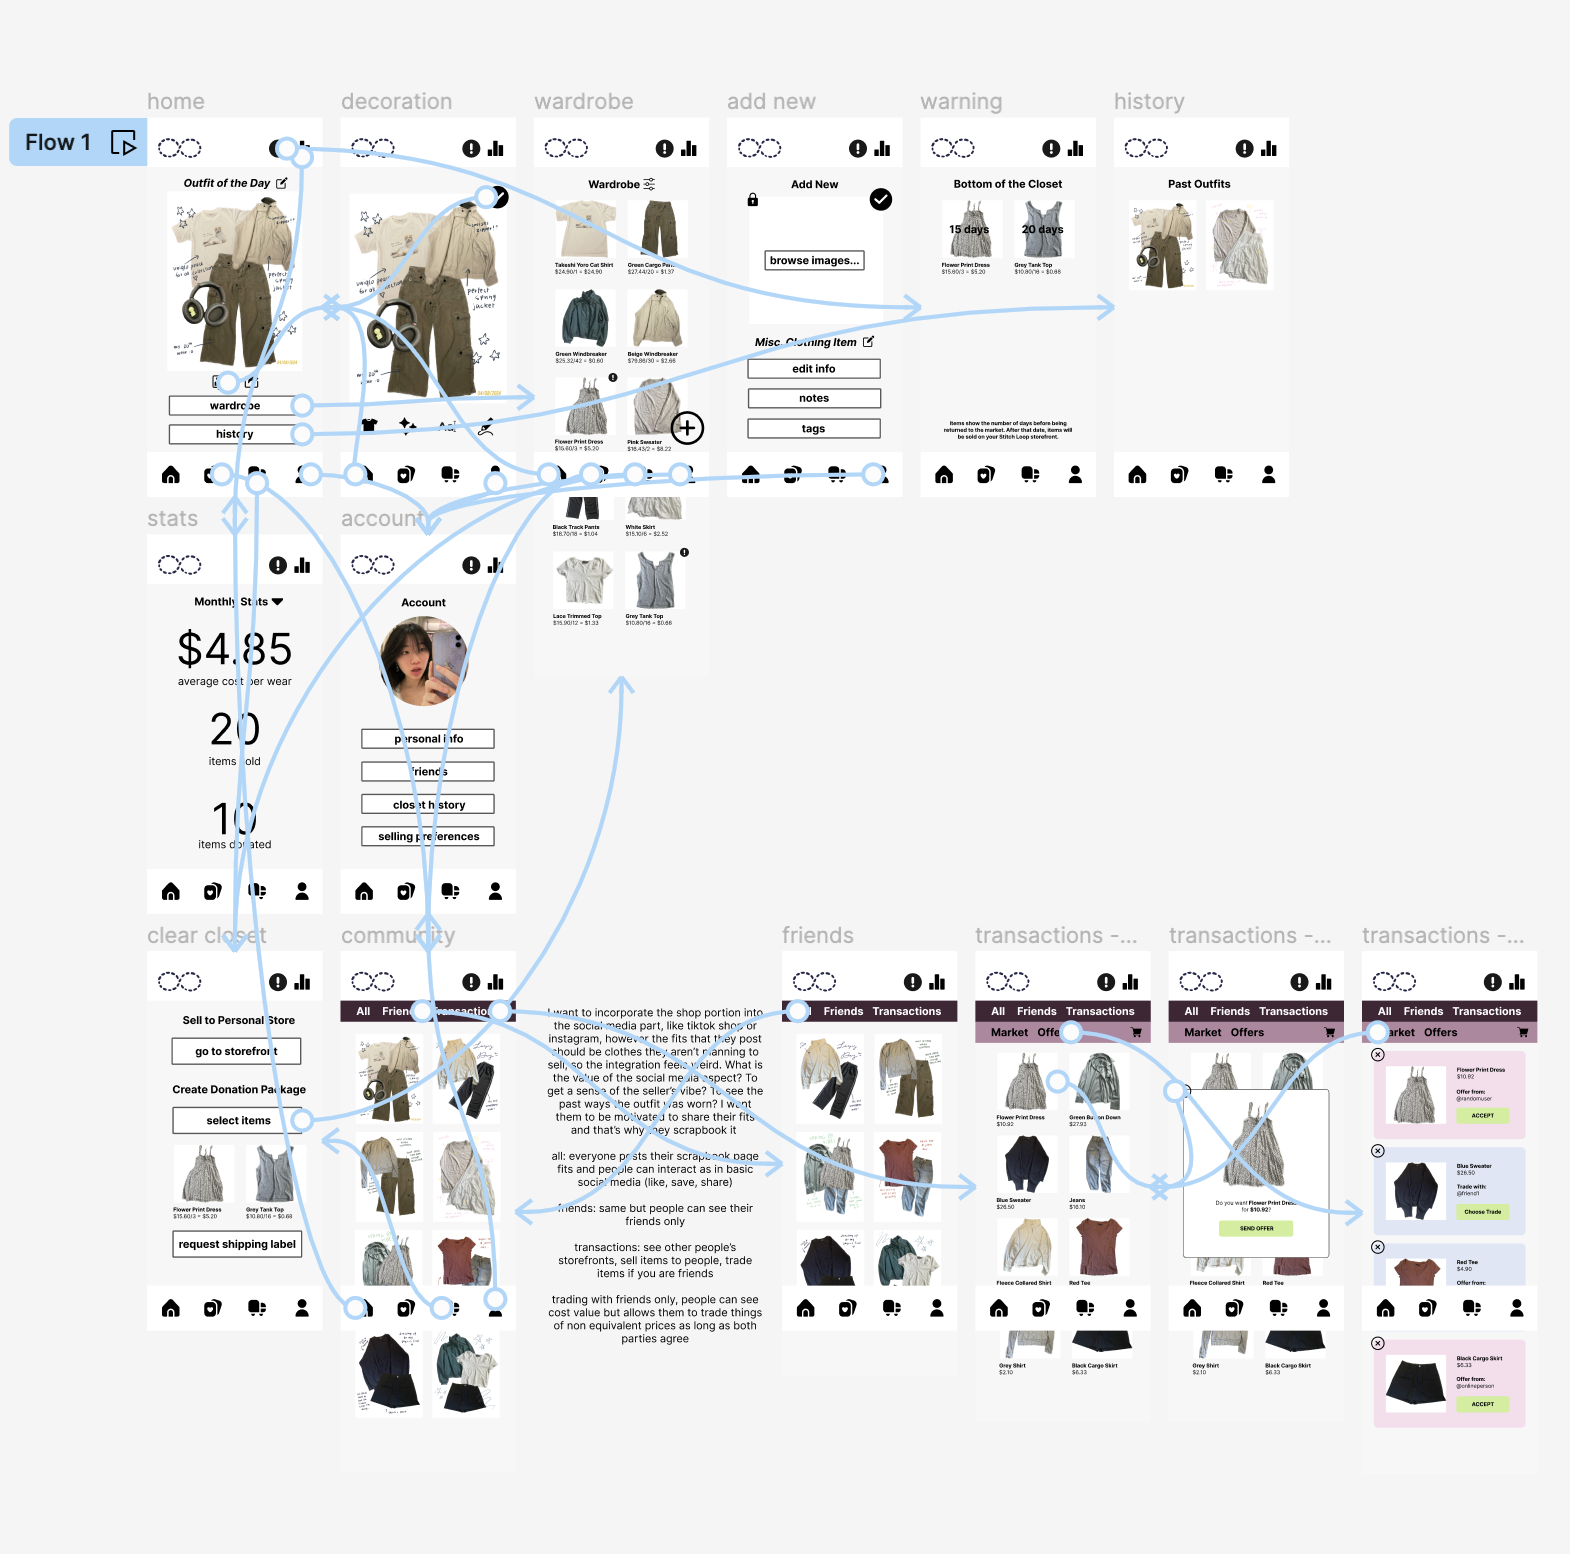 Flow 1
home
Outfit of the Day
wardrobe
history
decoration
perfect
spring
jacket
wardrobe
Wardrobe
Takashi Yoro Cat Shirt
$24.90/1 = $24.90
Green Cargo
$27.44/20 = $1.37
Green Windbreaker
$25.32/42 = $0.60
Beige Windbreaker
$79.86/30 = $2.66
Flower Print Dress
$15.60/3 = $5.20
Pink Sweater
$16.43/2 = $8.22
Black Track Pants
$18.70/18 = $1.04
White Skirt
$15.10/6 = $2.52
Lace Trimmed Top
$15.90/12 = $1.33
Grey Tank Top
$10.80/16 = $0.68
add new
Add New
browse images...
Misc. Clothing Item
edit info
notes
tags
warning
Bottom of the Closet
15 days
20 days
Flower Print Dress
$15.60/3 = $5.20
Grey Tank Top
$10.80/16 = $0.68
Items show the number of days before being
returned to the market. After that date, items will
be sold on your Stitch Loop storefront.
history
Past Outfits
stats
Monthly Stats
$4.85
average cost per wear
20
items sold
10
items donated
account
Account
personal info
friends
closet history
selling preferences
clear closet
Sell to Personal Store
go to storefront
Create Donation Package
select items
Flower Print Dress
$15.60/3 = $5.20
Grey Tank Top
$10.80/16 = $0.68
request shipping label
community
All Friends Transactions
I want to incorporate the shop portion into
the social media part, like tiktok shop or
instagram, however the fits that they post
should be clothes they aren't planning to
sell, so the integration feels weird. What is
the value of the social media aspect? To
get a sense of the seller's vibe? To see the
past ways the outfit was worn? I want
them to be motivated to share their fits
and that's why they scrapbook it
all: everyone posts their scrapbook page
fits and people can interact as in basic
social media (like, save, share)
friends: same but people can see their
friends only
transactions: see other people's
storefronts, sell items to people, trade
items if you are friends
trading with friends only, people can see
cost value but allows them to trade things
of non equivalent prices as long as both
parties agree
friends
Friends Transactions
transactions -...
All Friends Transactions
Market Offe
Flower Print Dress
$10.92
Green Button Down
$27.93
Blue Sweater
$26.50
Jeans
$16.10
Fleece Collared Shirt
Red Tee
Grey Shirt
$2.10
Black Cargo Skirt
$6.33
transactions -...
All Friends Transactions
Market Offers
Do you want Flower Print Dress
for $10.92?
SEND OFFER
Fleece Collared Shirt
Red Tee
Grey Shirt
$2.10
Black Cargo Skirt
$6.33
transactions -...
All Friends Transactions
Market Offers
Flower Print Dress
$10.92
Offer from:
@randomuser
ACCEPT
Blue Sweater
$26.50
Trade with:
@friend1
Choose Trade
Red Tee
$4.90
Offer from:
Black Cargo Skirt
$6.33
Offer from:
@onlineperson
ACCEPT